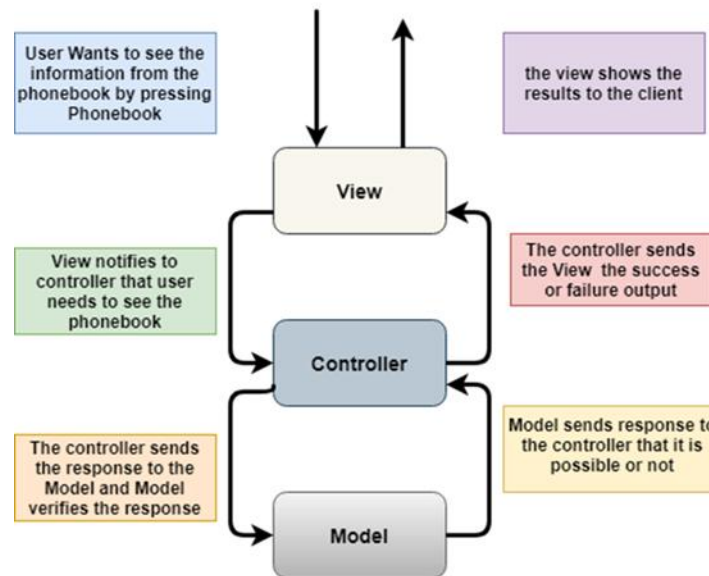 User Wants to see the
information from the
phonebook by pressing
Phonebook
the view shows the
results to the client
View
View notifies to
controller that user
needs to see the
phonebook
The controller sends
the View the success
or failure output
Controller
The controller sends
the response to the
Model and Model
verifies the response
Model sends response to
the controller that it is
possible or not
Model